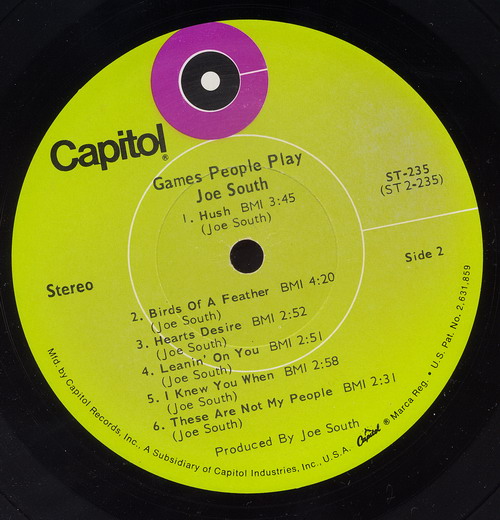 Capitol®
Games People Play
Joe South
ST-235
(ST 2-235)
1. Hush BMI 3:45
(Joe South)
Side 2
Stereo
2. Birds Of A Feather BMI 4:20
(Joe South)
3. Hearts Desire BMI 2:52
(Joe South)
4. Leanin' On You BMI 2:51
(Joe South)
5. I Knew You When BMI 2:58
(Joe South)
6. These Are Not My People BMI 2:31
(Joe South)
Produced By Joe South
Mfd. by Capitol Records, Inc., A Subsidiary of Capitol Industries, Inc., U.S.A. Capitol ® Marca Reg. • U.S. Pat. No. 2,631,859